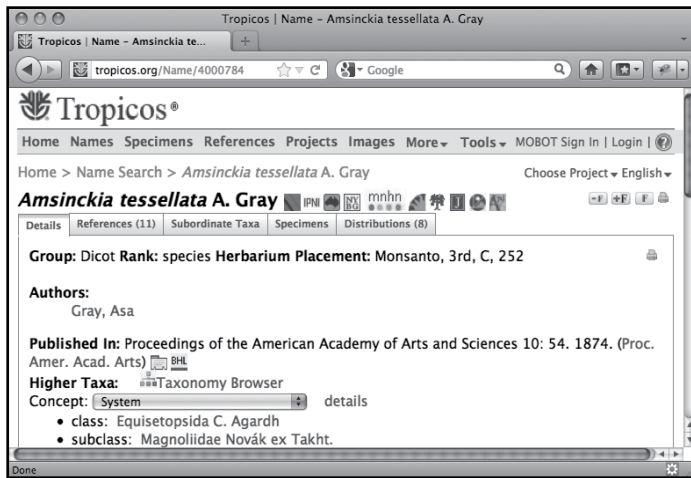 Tropicos | Name – Amsinckia tessellata A. Gray
Tropicos | Name – Amsinckia te...
tropicos.org/Name/4000784
Google
Tropicos®
Home Names Specimens References Projects Images More Tools MOBOT Sign In | Login | ?
Home > Name Search > Amsinckia tessellata A. Gray Choose Project English
Amsinckia tessellata A. Gray IPNI NY BG mnhn J -F +F F
Details References (11) Subordinate Taxa Specimens Distributions (8)
Group: Dicot Rank: species Herbarium Placement: Monsanto, 3rd, C, 252
Authors:
Gray, Asa
Published In: Proceedings of the American Academy of Arts and Sciences 10: 54. 1874. (Proc.
Amer. Acad. Arts) BHL
Higher Taxa: Taxonomy Browser
Concept: System details
• class: Equisetopsida C. Agardh
• subclass: Magnoliidae Novák ex Takht.
Done